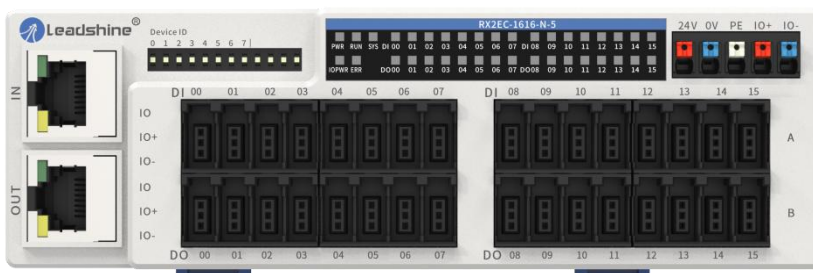 Leadshine®
Device ID
0 1 2 3 4 5 6 7
RX2EC-1616-N-5
PWR RUN SYS DI 00 01 02 03 04 05 06 07 DI 08 09 10 11 12 13 14 15
IOPWR ERR DO00 01 02 03 04 05 06 07 DO08 09 10 11 12 13 14 15
24V 0V PE IO+ IO-
IN
DI 00 01 02 03 04 05 06 07 DI 08 09 10 11 12 13 14 15
IO
IO+
IO-
A
OUT
IO
IO+
IO-
B
DO 00 01 02 03 04 05 06 07 DO 08 09 10 11 12 13 14 15